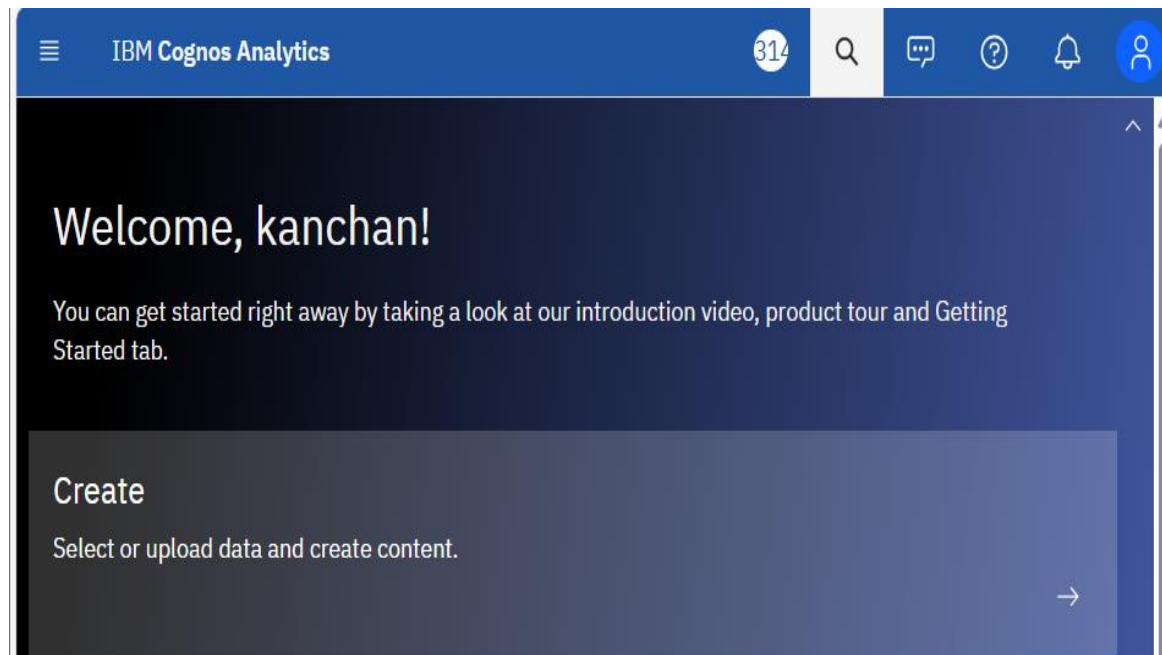 IBM Cognos Analytics
314
Welcome, kanchan!
You can get started right away by taking a look at our introduction video, product tour and Getting
Started tab.
Create
Select or upload data and create content.